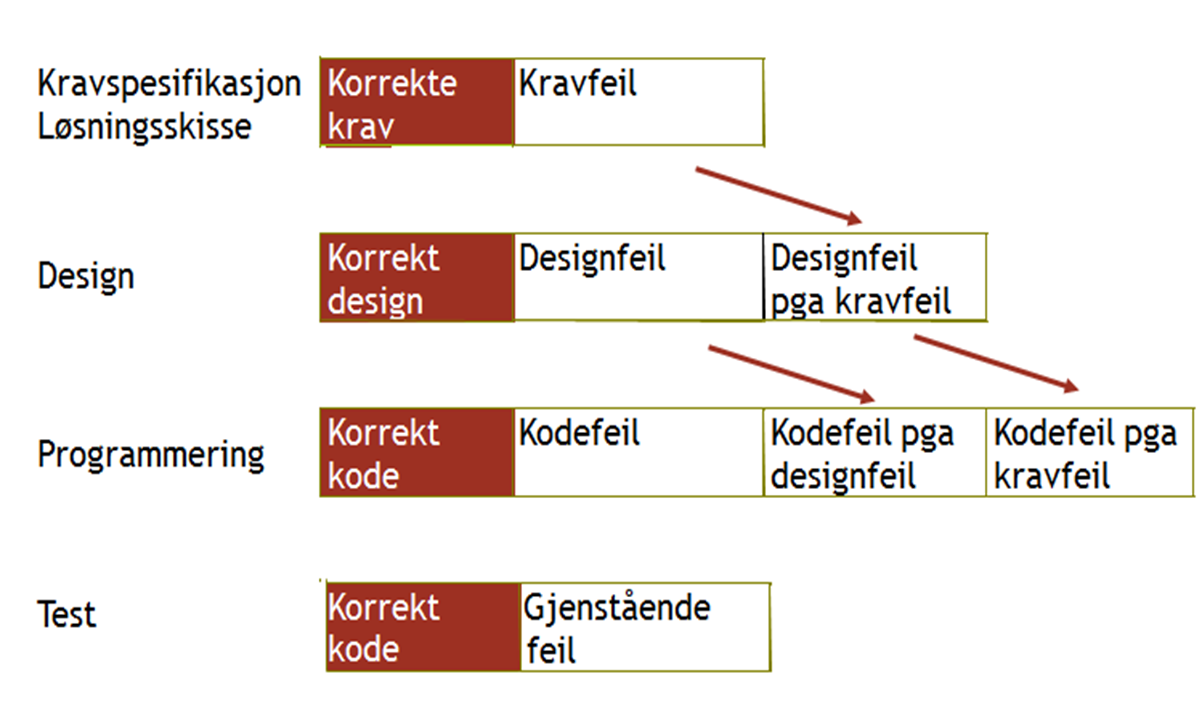 Kravspesifikasjon
Løsningsskisse
Korrekte
krav
Kravfeil
Design
Korrekt
design
Designfeil
Designfeil
pga kravfeil
Programmering
Korrekt
kode
Kodefeil
Kodefeil pga
designfeil
Kodefeil pga
kravfeil
Test
Korrekt
kode
Gjenstående
feil